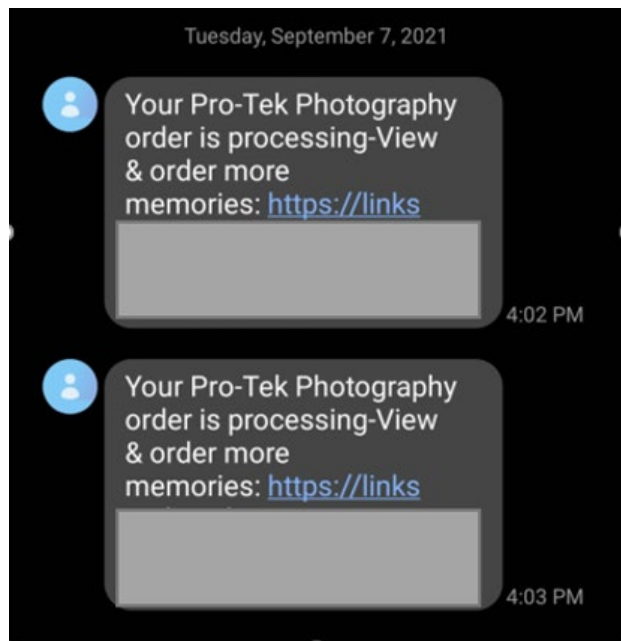 Tuesday, September 7, 2021
Your Pro-Tek Photography
order is processing-View
& order more
memories: https://links
4:02 PM
Your Pro-Tek Photography
order is processing-View
& order more
memories: https://links
4:03 PM